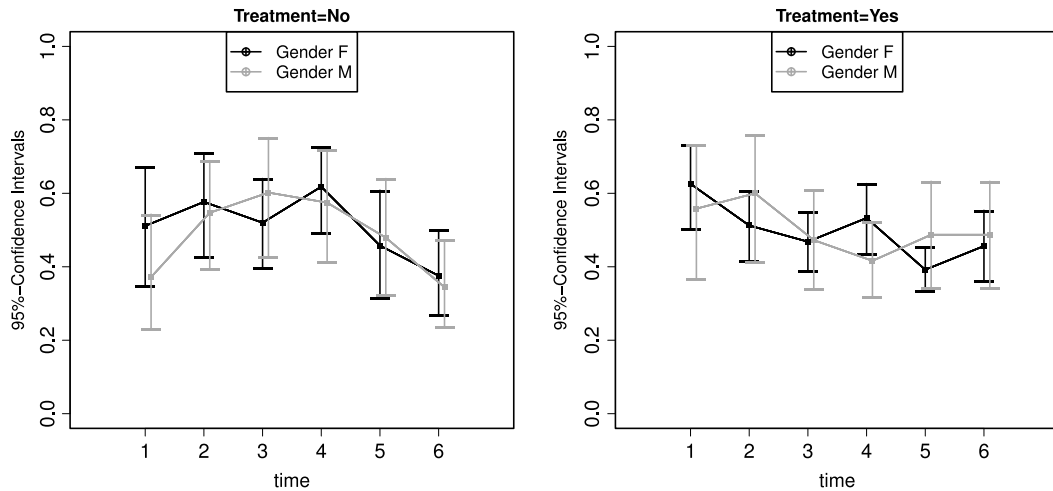 Treatment=No
Gender F
Gender M
95%−Confidence Intervals
1.0
0.8
0.6
0.4
0.2
0.0
1 2 3 4 5 6
time
Treatment=Yes
Gender F
Gender M
95%−Confidence Intervals
1.0
0.8
0.6
0.4
0.2
0.0
1 2 3 4 5 6
time